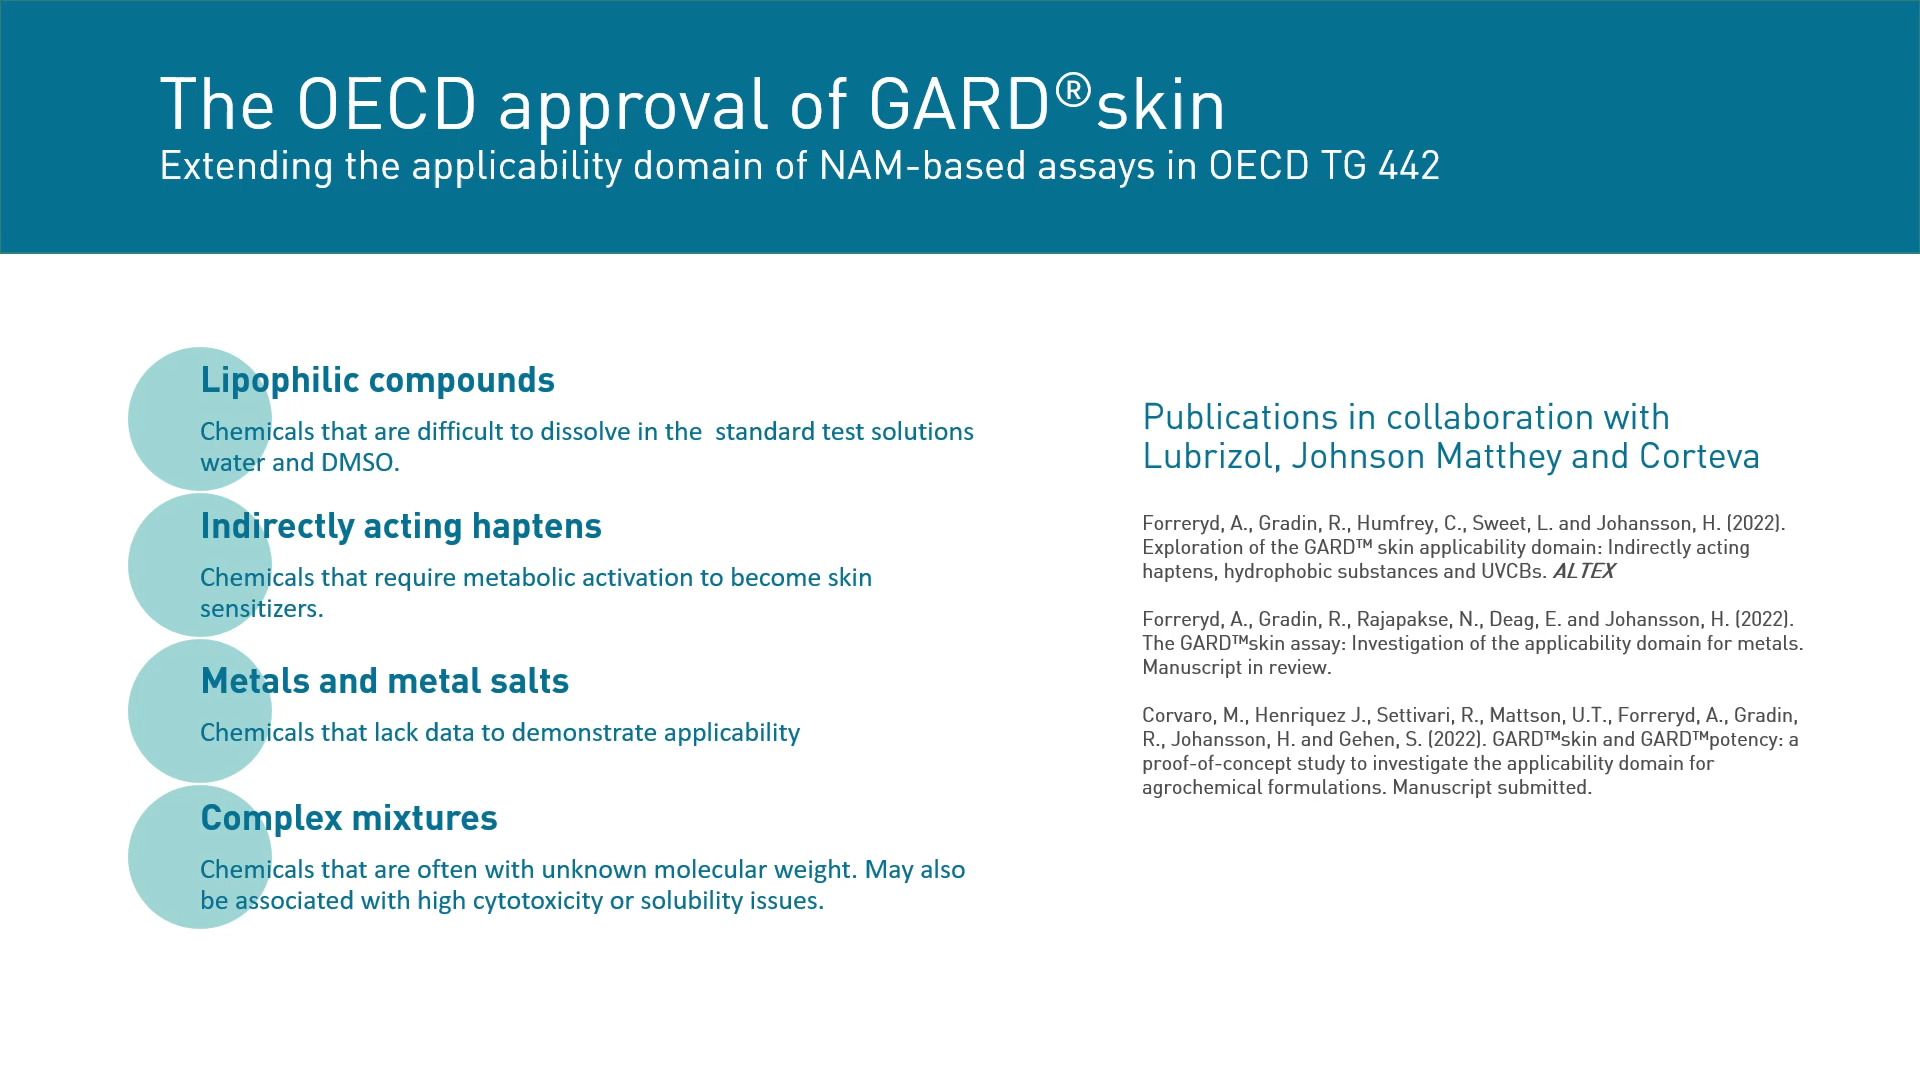 The OECD approval of GARD®skin
Extending the applicability domain of NAM-based assays in OECD TG 442
Lipophilic compounds
Chemicals that are difficult to dissolve in the  standard test solutions
water and DMSO.
Indirectly acting haptens
Chemicals that require metabolic activation to become skin
sensitizers.
Metals and metal salts
Chemicals that lack data to demonstrate applicability
Complex mixtures
Chemicals that are often with unknown molecular weight. May also
be associated with high cytotoxicity or solubility issues.
Publications in collaboration with
Lubrizol, Johnson Matthey and Corteva
Forreryd, A., Gradin, R., Humfrey, C., Sweet, L. and Johansson, H. (2022).
Exploration of the GARD™ skin applicability domain: Indirectly acting
haptens, hydrophobic substances and UVCBs. ALTEX
Forreryd, A., Gradin, R., Rajapakse, N., Deag, E. and Johansson, H. (2022).
The GARD™skin assay: Investigation of the applicability domain for metals.
Manuscript in review.
Corvaro, M., Henriquez J., Settivari, R., Mattson, U.T., Forreryd, A., Gradin,
R., Johansson, H. and Gehen, S. (2022). GARD™skin and GARD™potency: a
proof-of-concept study to investigate the applicability domain for
agrochemical formulations. Manuscript submitted.